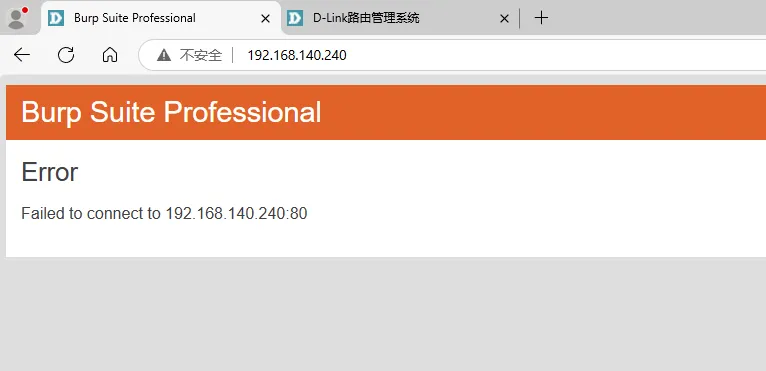 Burp Suite Professional
D-Link路由管理系统
不安全
192.168.140.240
Burp Suite Professional
Error
Failed to connect to 192.168.140.240:80